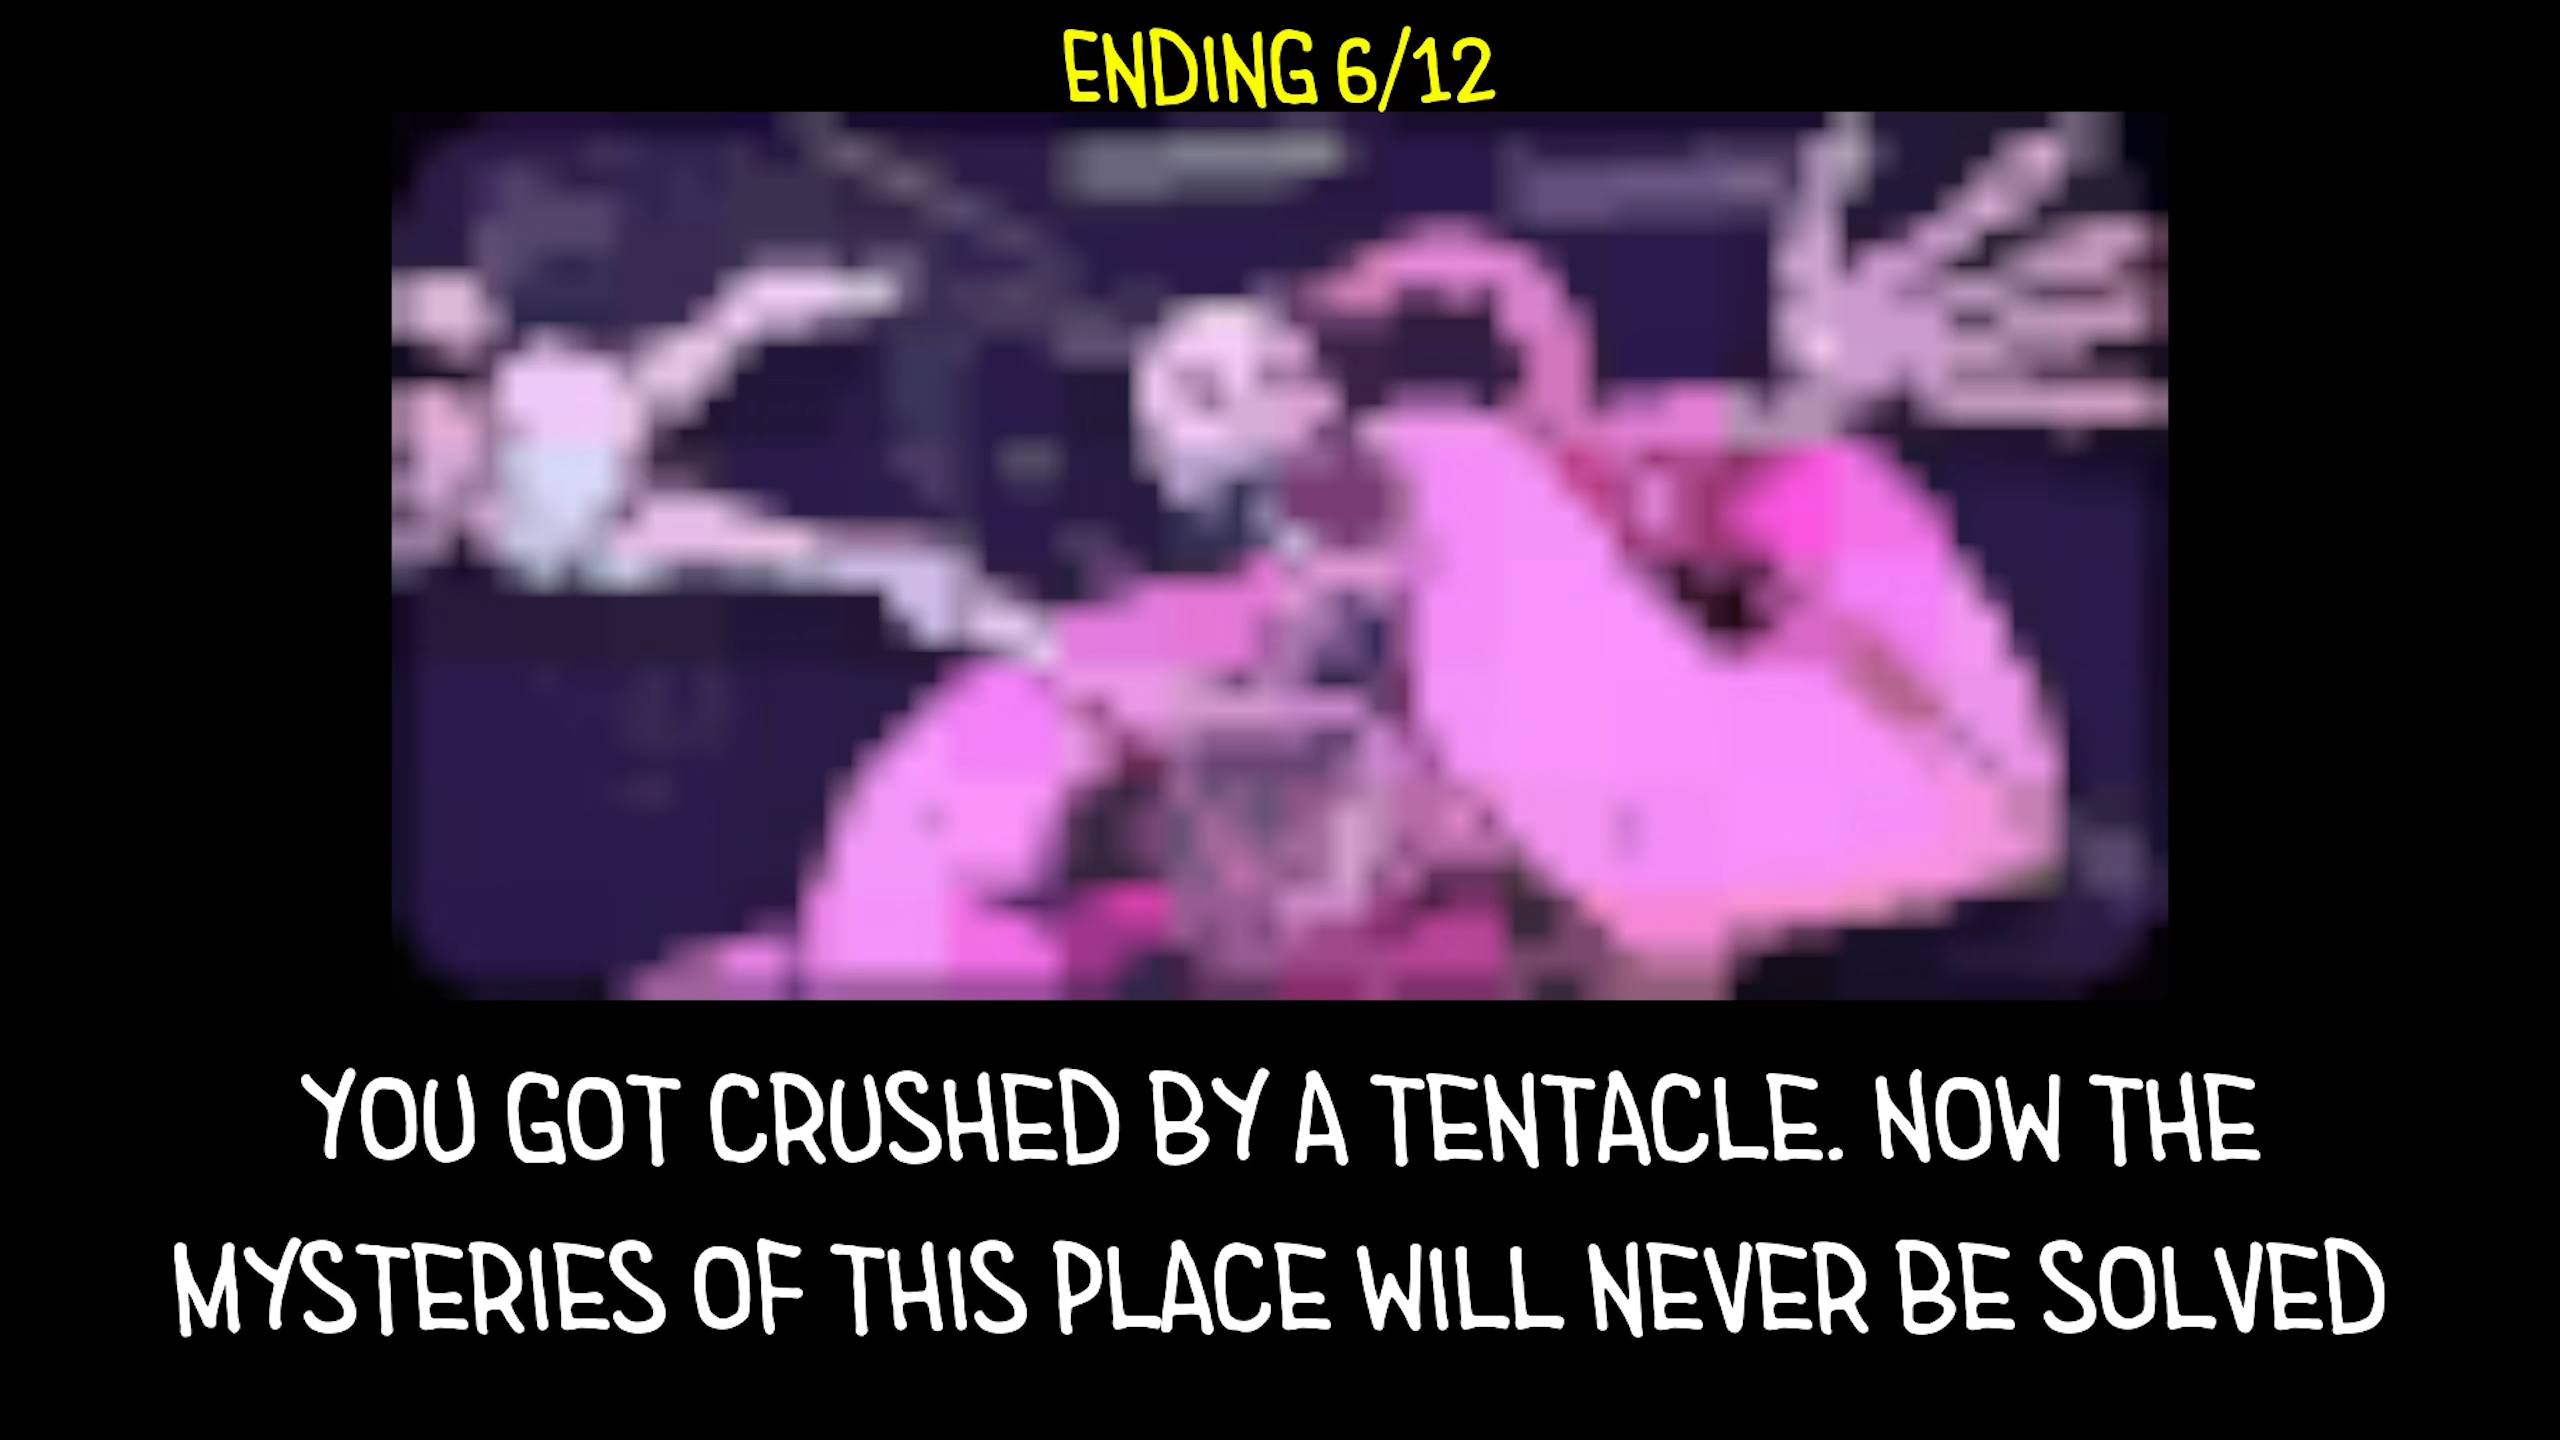 ENDING 6/12
YOU GOT CRUSHED BY A TENTACLE. NOW THE
MYSTERIES OF THIS PLACE WILL NEVER BE SOLVED